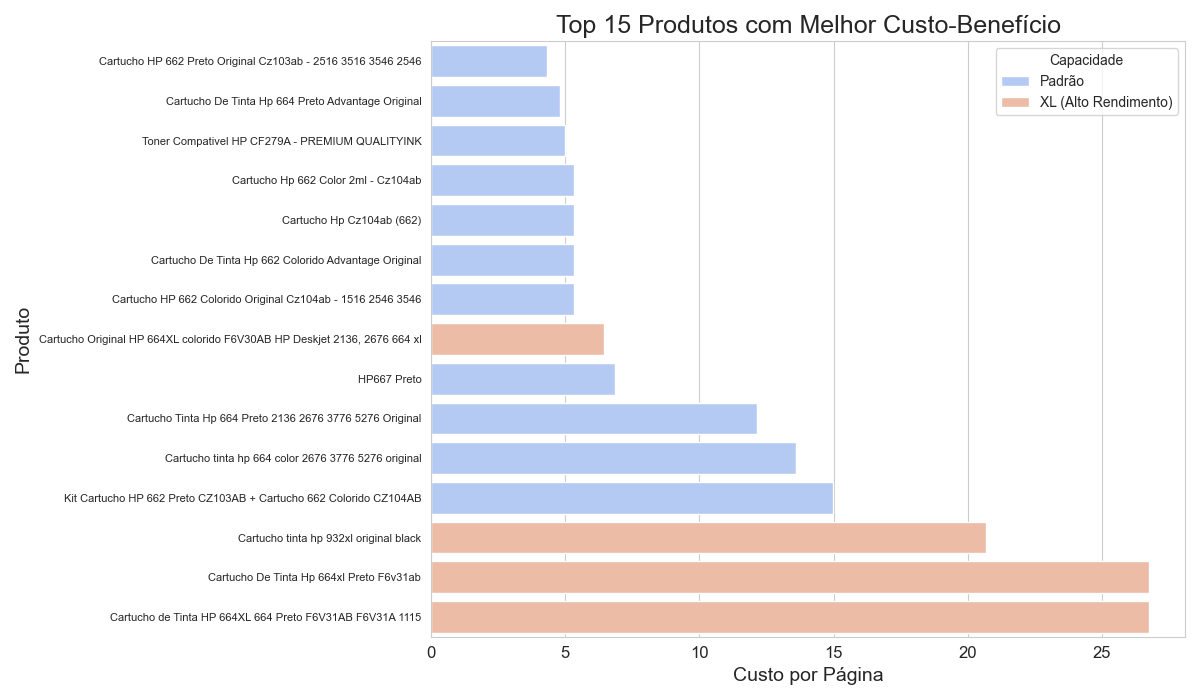 Top 15 Produtos com Melhor Custo-Benefício
Capacidade
Padrão
XL (Alto Rendimento)
Produto
Cartucho HP 662 Preto Original Cz103ab - 2516 3516 3546 2546
Cartucho De Tinta Hp 664 Preto Advantage Original
Toner Compativel HP CF279A - PREMIUM QUALITYINK
Cartucho Hp 662 Color 2ml - Cz104ab
Cartucho Hp Cz104ab (662)
Cartucho De Tinta Hp 662 Colorido Advantage Original
Cartucho HP 662 Colorido Original Cz104ab - 1516 2546 3546
Cartucho Original HP 664XL colorido F6V30AB HP Deskjet 2136, 2676 664 xl
HP667 Preto
Cartucho Tinta Hp 664 Preto 2136 2676 3776 5276 Original
Cartucho tinta hp 664 color 2676 3776 5276 original
Kit Cartucho HP 662 Preto CZ103AB + Cartucho 662 Colorido CZ104AB
Cartucho tinta hp 932xl original black
Cartucho De Tinta Hp 664xl Preto F6v31ab
Cartucho de Tinta HP 664XL 664 Preto F6V31AB F6V31A 1115
0 5 10 15 20 25
Custo por Página